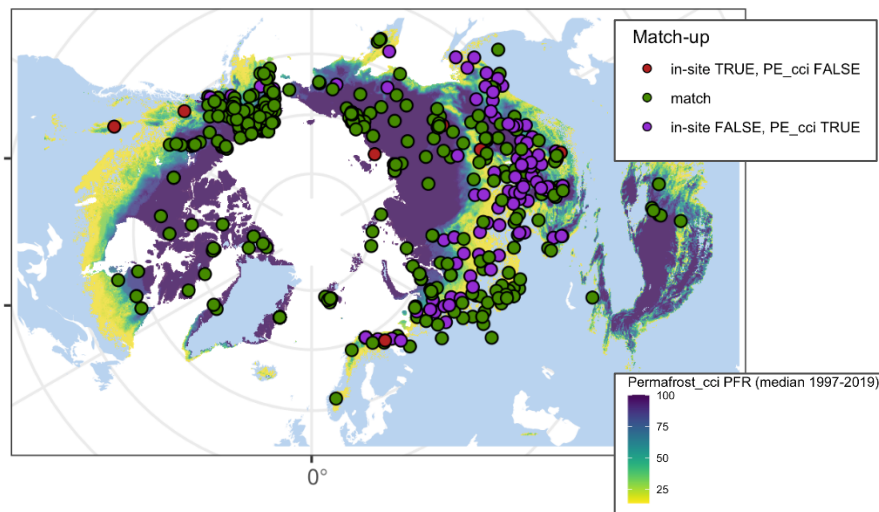 Match-up
in-site TRUE, PE_cci FALSE
match
in-site FALSE, PE_cci TRUE
Permafrost_cci PFR (median 1997-2019)
100
75
50
25
0°